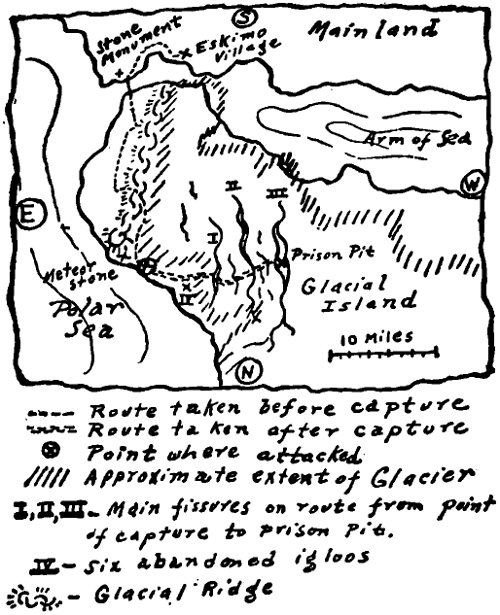 S
Stone
Monument
Eskimo
Village
Mainland
Arm of Sea
W
E
II
III
I
Prison Pit
Meteor
stone
Glacial
Island
Polar
Sea
IV
10 Miles
N
Route taken before capture
Route taken after capture
Point where attacked
Approximate extent of Glacier
I, II, III - Main fissures on route from point
of capture to Prison Pit.
IV - Six abandoned igloos
- Glacial Ridge